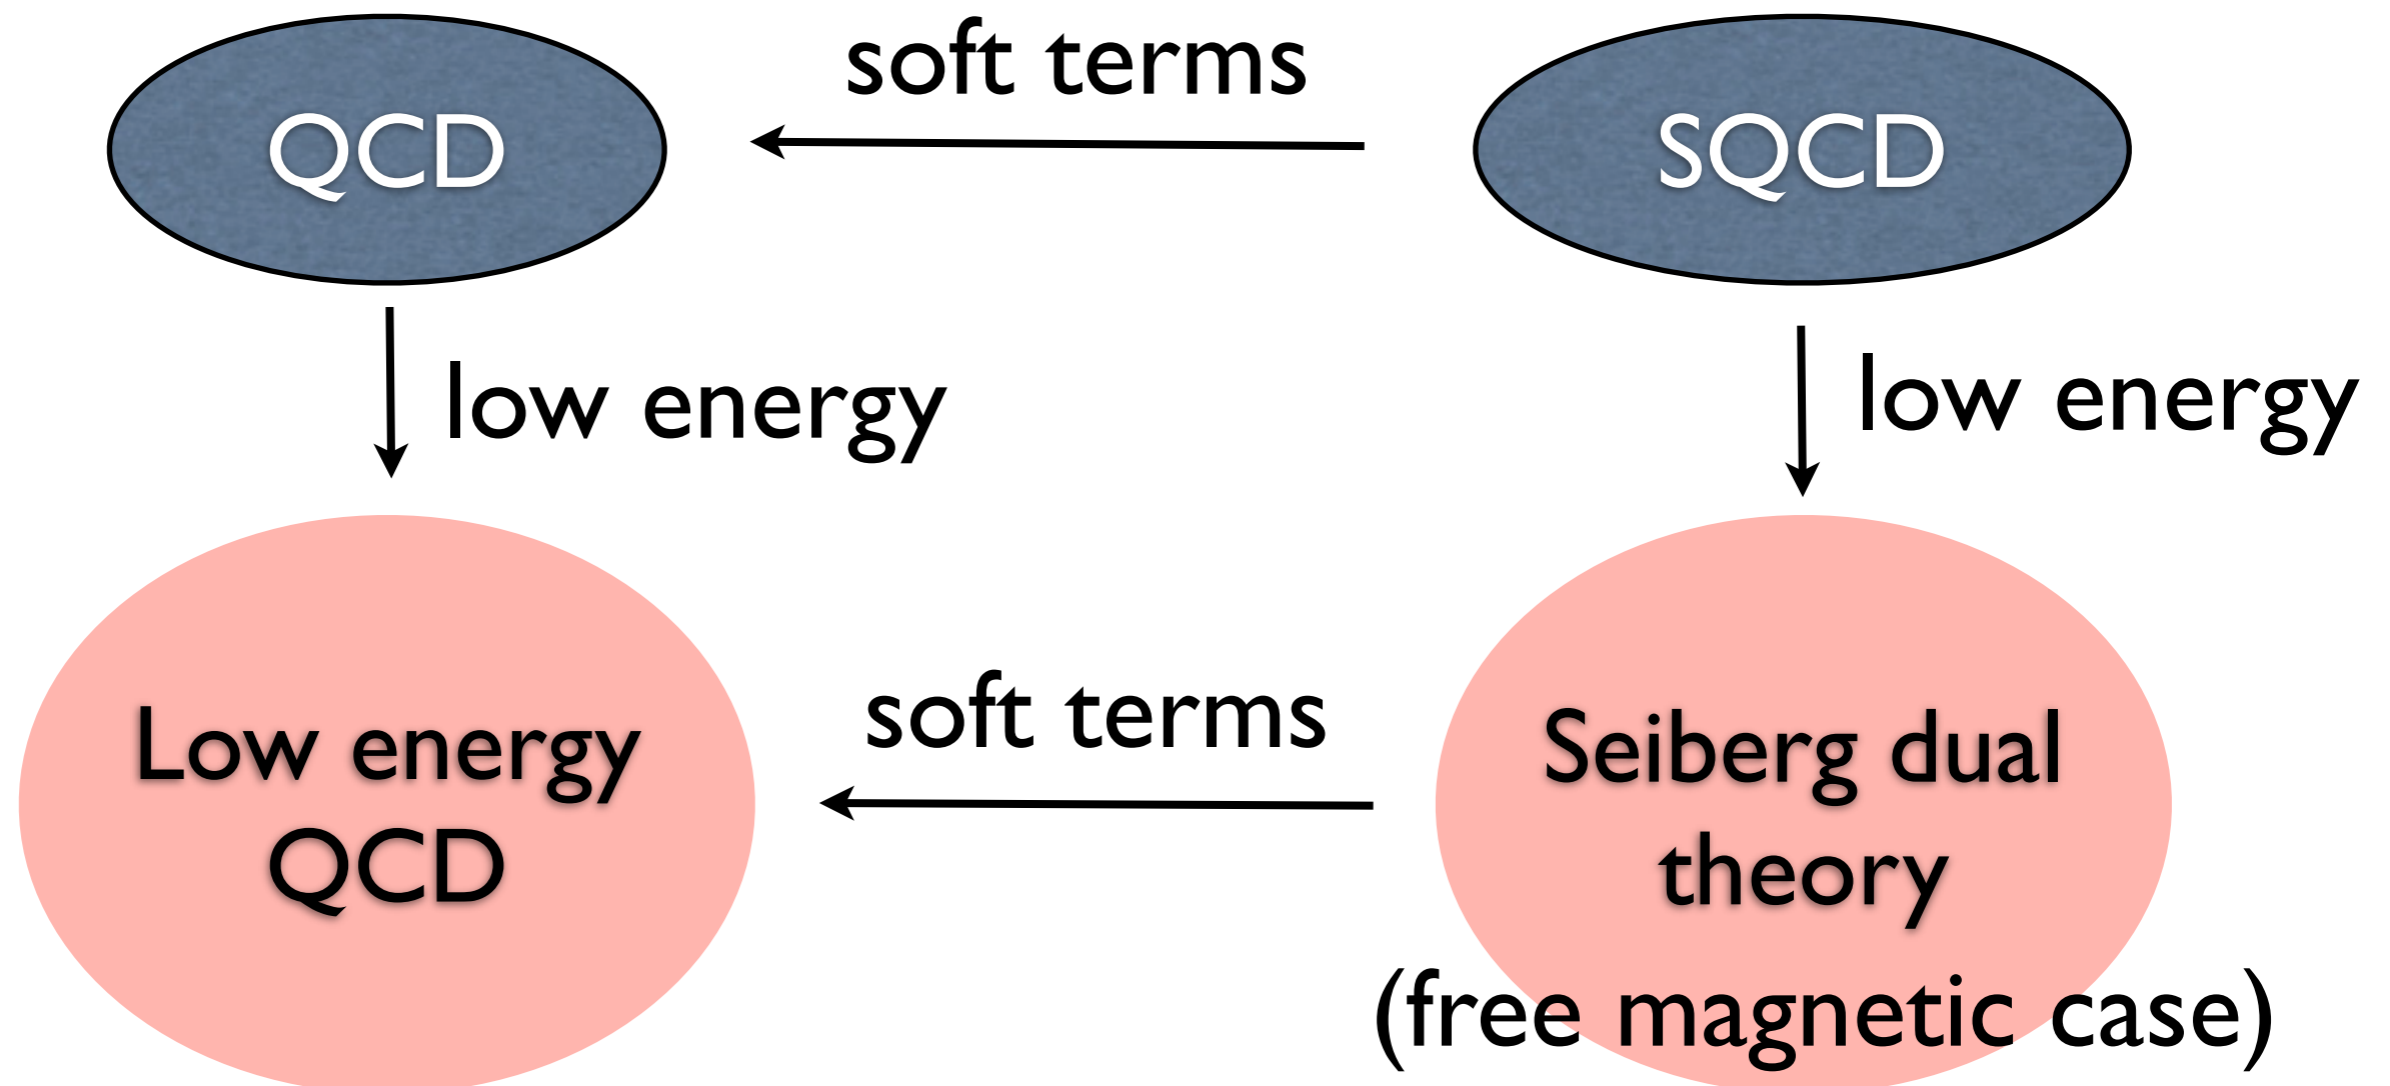 soft terms
QCD
SQCD
low energy
low energy
soft terms
Low energy
QCD
Seiberg dual
theory
(free magnetic case)